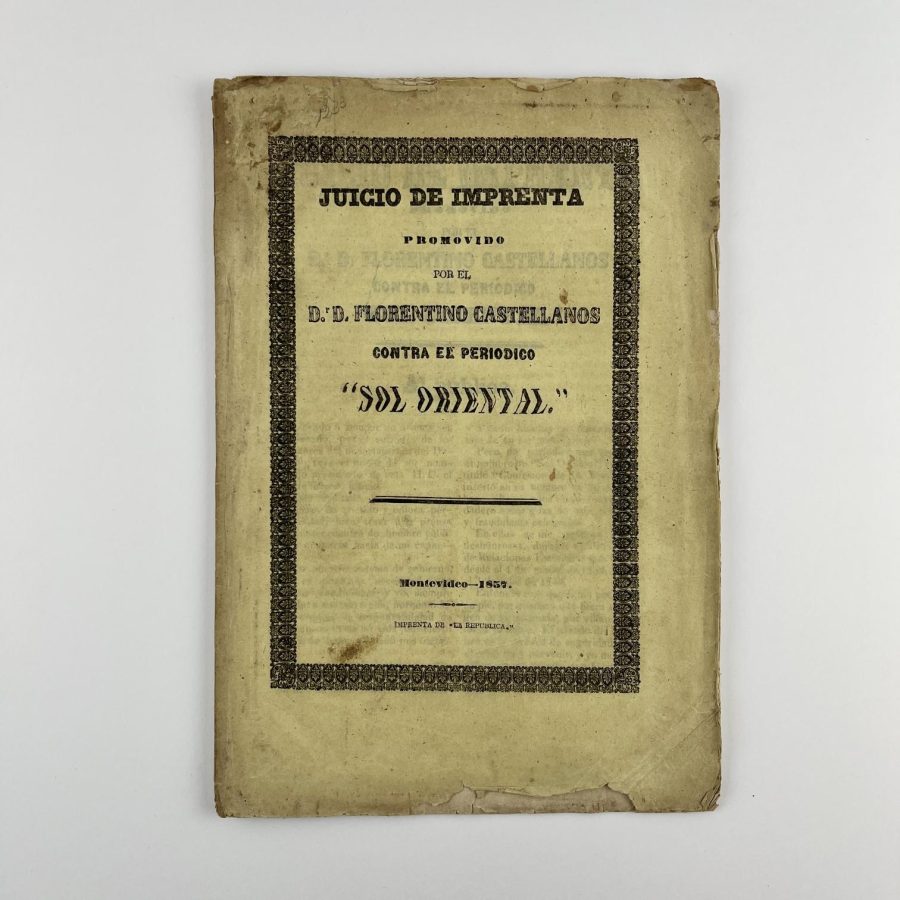 JUICIO DE IMPRENTA
PROMOVIDO
POR EL
D.r D. FLORENTINO CASTELLANOS
CONTRA EL PERIODICO
"SOL ORIENTAL."
Montevideo—1857.
IMPRENTA DE "LA REPUBLICA."